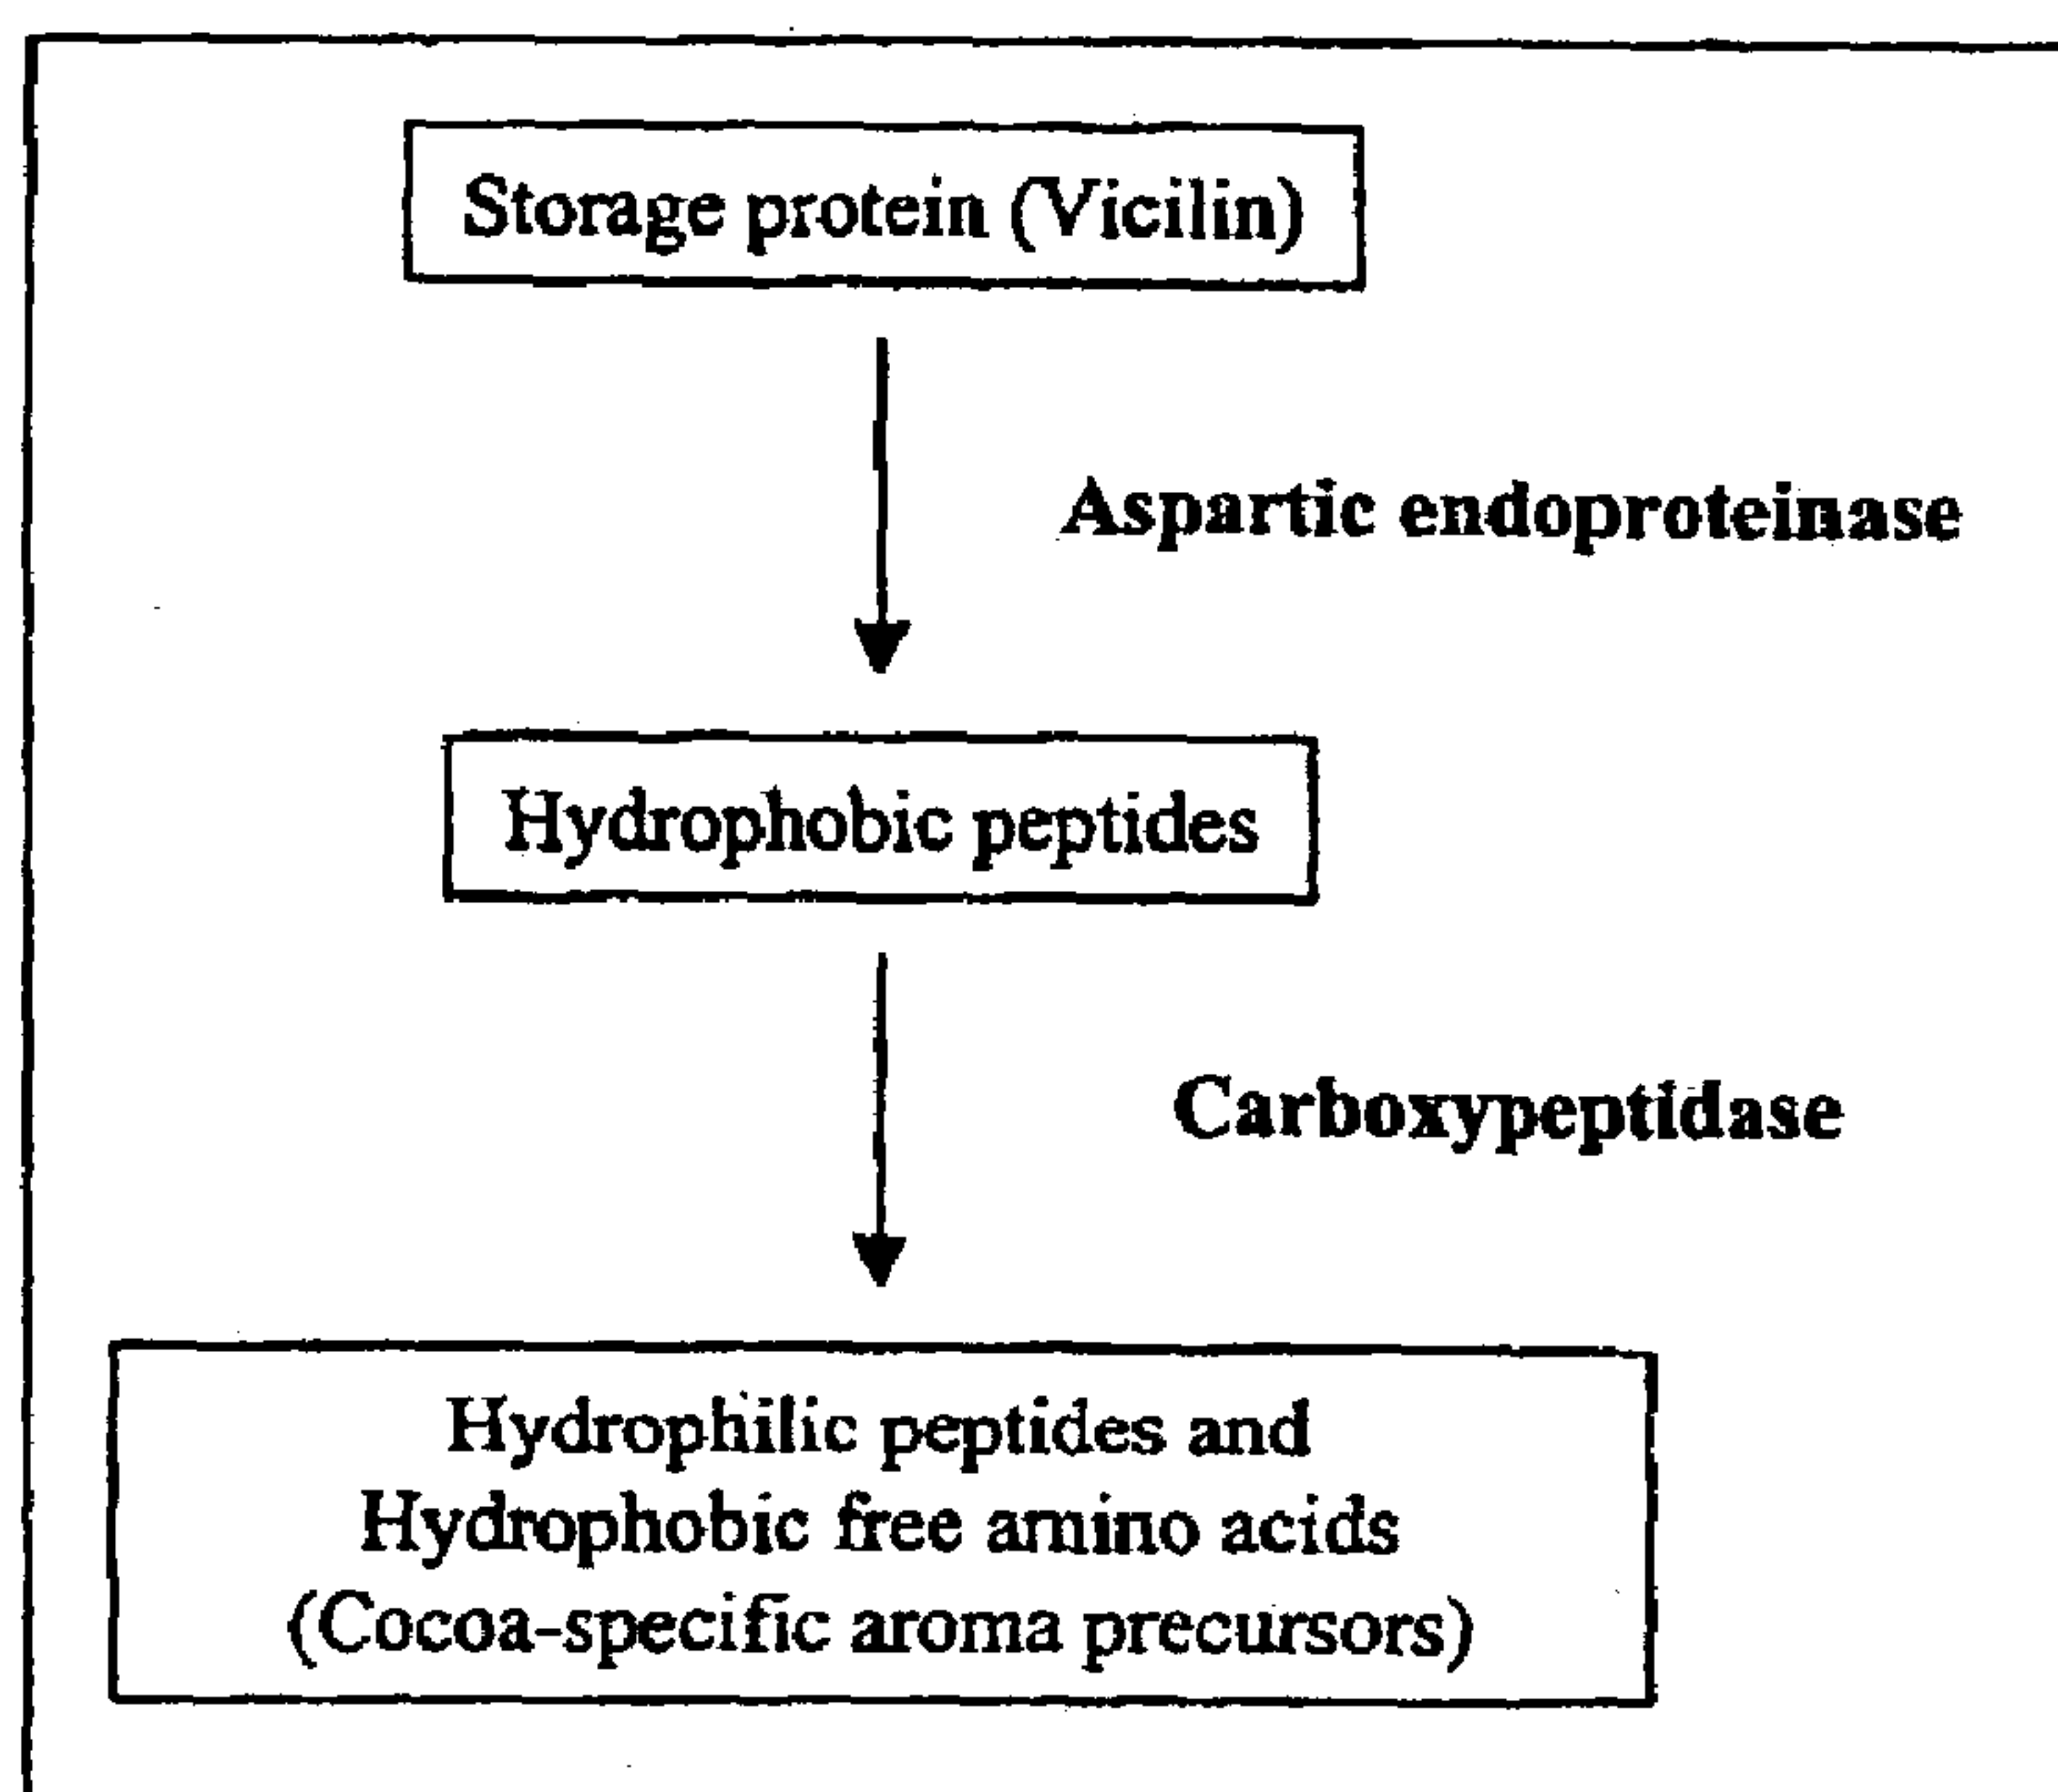 Storage protein (Vicilin)
Aspartic endoproteinase
Hydrophobic peptides
Carboxypeptidase
Hydrophilic peptides and
Hydrophobic free amino acids
(Cocoa-specific aroma precursors)